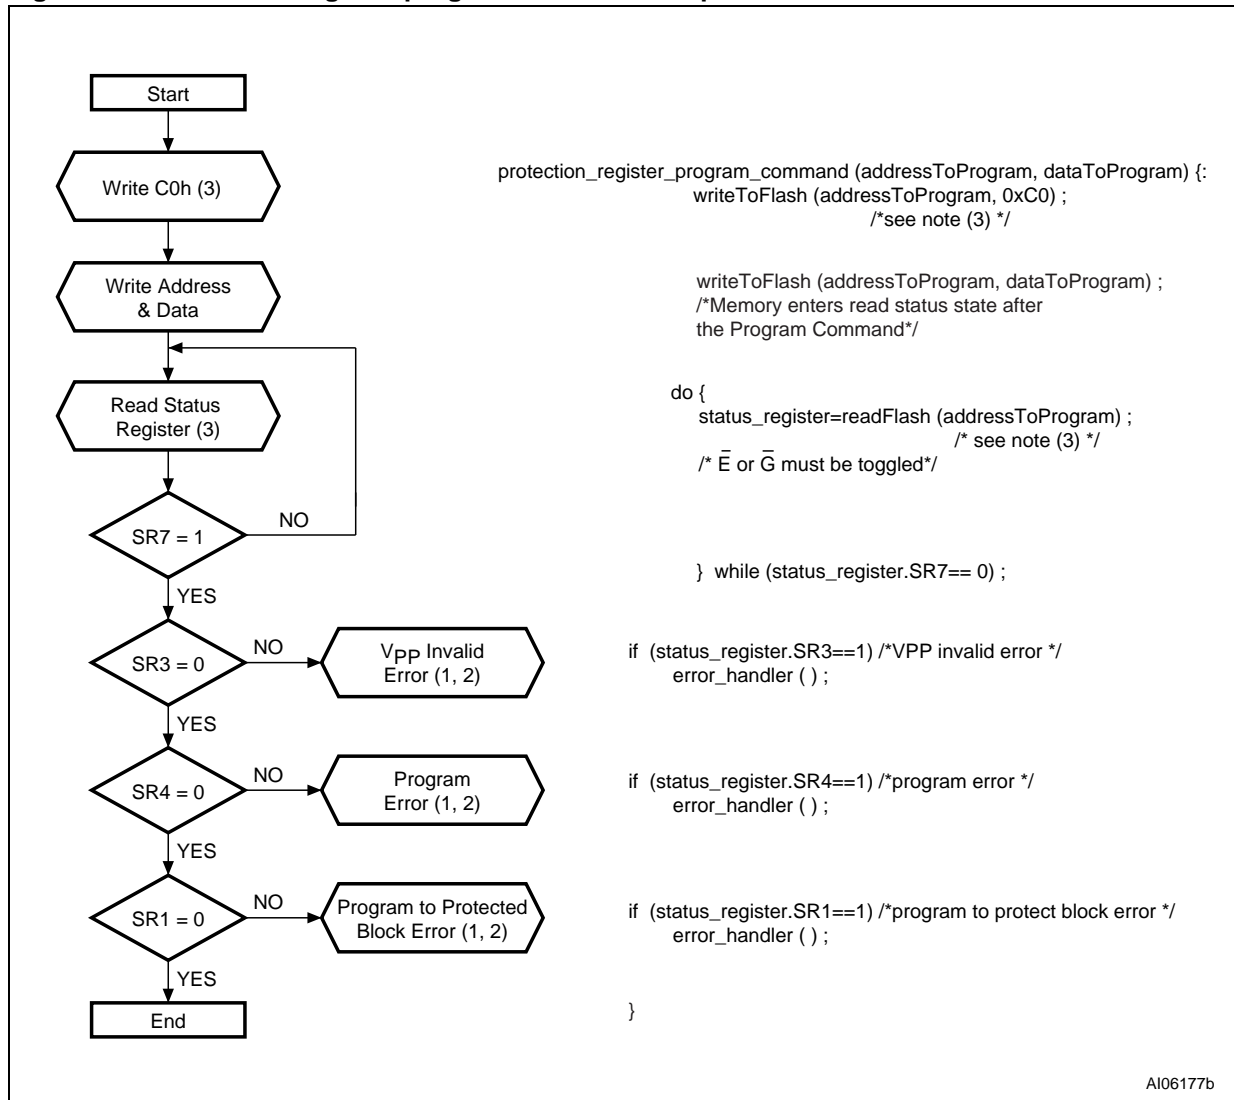 Start
Write C0h (3)
protection_register_program_command (addressToProgram, dataToProgram) {:
writeToFlash (addressToProgram, 0xC0) ;
/*see note (3) */
Write Address
& Data
writeToFlash (addressToProgram, dataToProgram) ;
/*Memory enters read status state after
the Program Command*/
Read Status
Register (3)
do {
status_register=readFlash (addressToProgram) ;
/* see note (3) */
/* E̅ or G̅ must be toggled*/
SR7 = 1
NO
} while (status_register.SR7== 0) ;
YES
SR3 = 0
NO
VPP Invalid
Error (1, 2)
if (status_register.SR3==1) /*VPP invalid error */
error_handler ( ) ;
YES
SR4 = 0
NO
Program
Error (1, 2)
if (status_register.SR4==1) /*program error */
error_handler ( ) ;
YES
SR1 = 0
NO
Program to Protected
Block Error (1, 2)
if (status_register.SR1==1) /*program to protect block error */
error_handler ( ) ;
YES
End
}
AI06177b